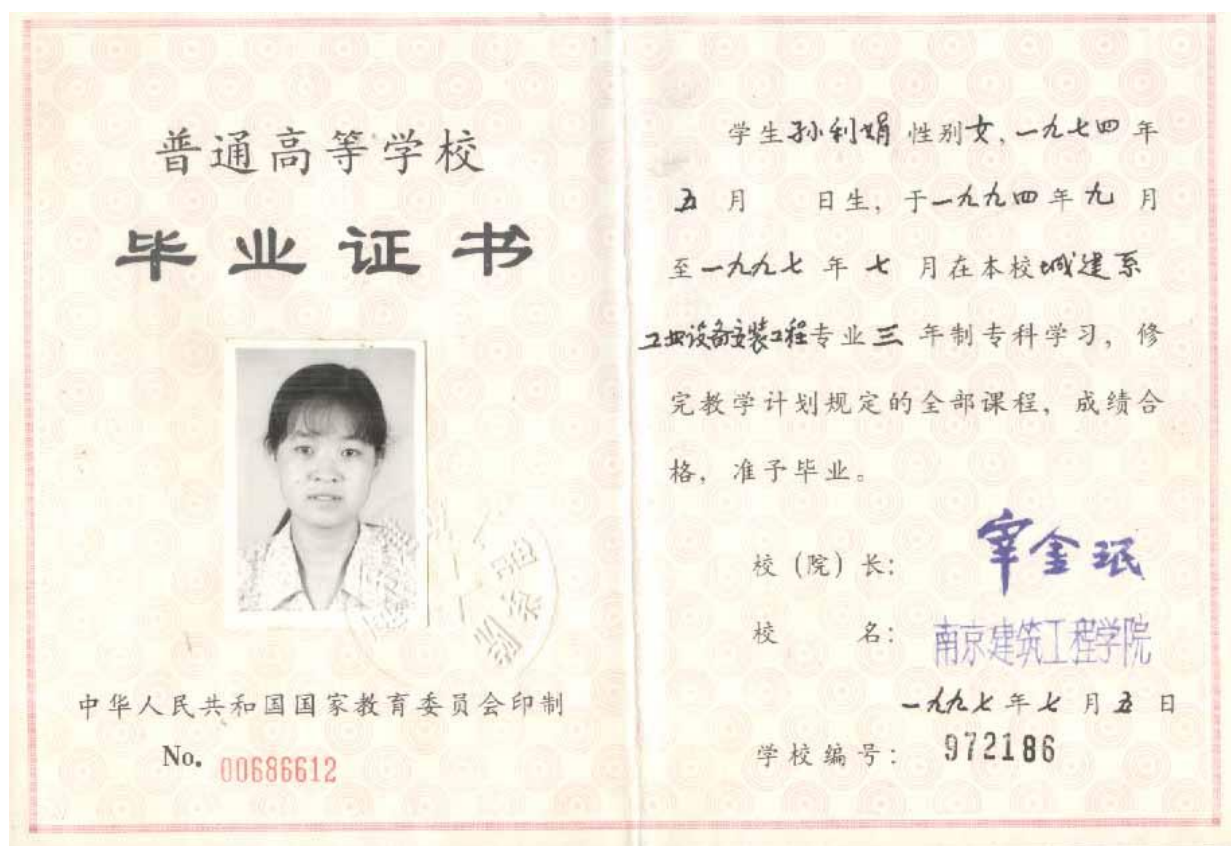 普通高等学校
毕业证书
中华人民共和国国家教育委员会印制
No. 00686612
学生孙利娟性别女,一九七四年
五月 日生,于一九九四年九月
至一九九七年七月在本校城建系
工业设备安装工程专业三年制专科学习,修
完教学计划规定的全部课程,成绩合
格,准予毕业。
校(院)长: 宰金珉
校 名: 南京建筑工程学院
一九九七年七月五日
学校编号: 972186